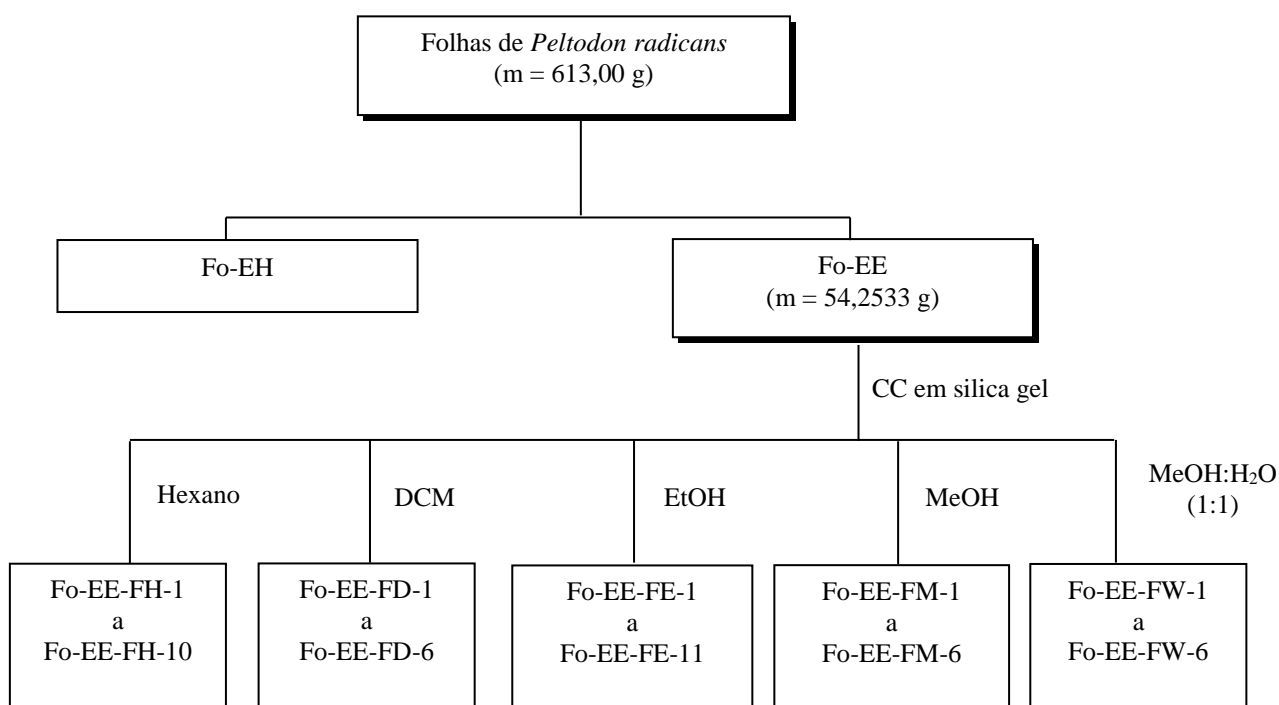 Folhas de Peltodon radicans
(m = 613,00 g)
Fo-EH
Fo-EE
(m = 54,2533 g)
CC em silica gel
Hexano
DCM
EtOH
MeOH
MeOH:H₂O
(1:1)
Fo-EE-FH-1
a
Fo-EE-FH-10
Fo-EE-FD-1
a
Fo-EE-FD-6
Fo-EE-FE-1
a
Fo-EE-FE-11
Fo-EE-FM-1
a
Fo-EE-FM-6
Fo-EE-FW-1
a
Fo-EE-FW-6